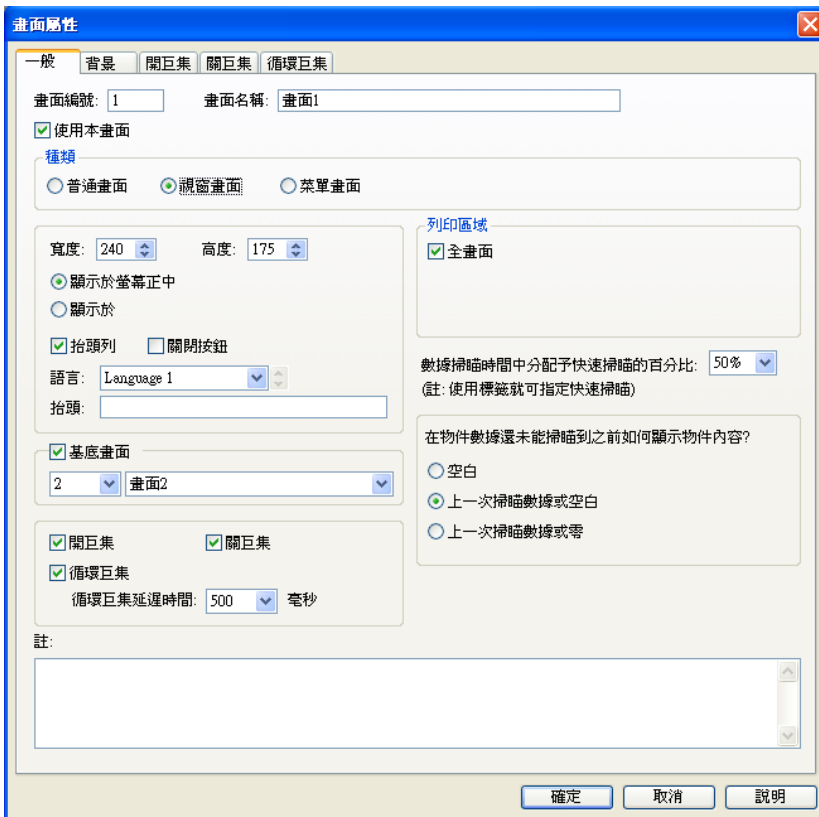 畫面屬性
一般 背景 開巨集 關巨集 循環巨集
畫面編號: 1 畫面名稱: 畫面1
使用本畫面
種類
普通畫面 視窗畫面 菜單畫面
寬度: 240 高度: 175
顯示於螢幕正中
顯示於
抬頭列 關閉按鈕
語言: Language 1
抬頭:
列印區域
全畫面
數據掃瞄時間中分配予快速掃瞄的百分比: 50%
(註: 使用標籤就可指定快速掃瞄)
基底畫面
2 畫面2
在物件數據還未能掃瞄到之前如何顯示物件內容?
空白
上一次掃瞄數據或空白
上一次掃瞄數據或零
開巨集 關巨集
循環巨集
循環巨集延遲時間: 500 毫秒
註:
確定 取消 說明